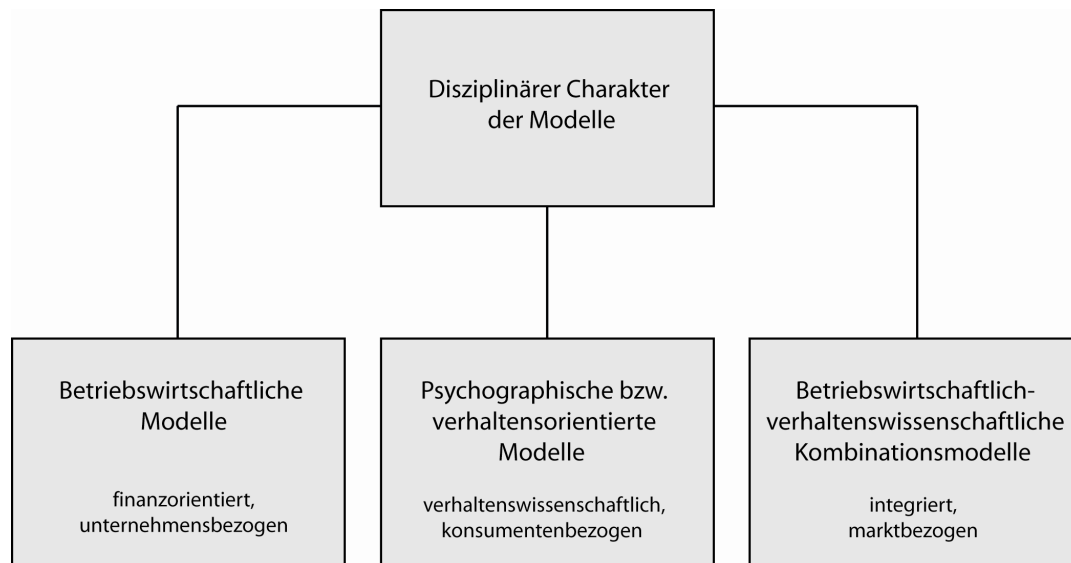 Disziplinärer Charakter
der Modelle
Betriebswirtschaftliche
Modelle
finanzorientiert,
unternehmensbezogen
Psychographische bzw.
verhaltensorientierte
Modelle
verhaltenswissenschaftlich,
konsumentenbezogen
Betriebswirtschaftlich-
verhaltenswissenschaftliche
Kombinationsmodelle
integriert,
marktbezogen